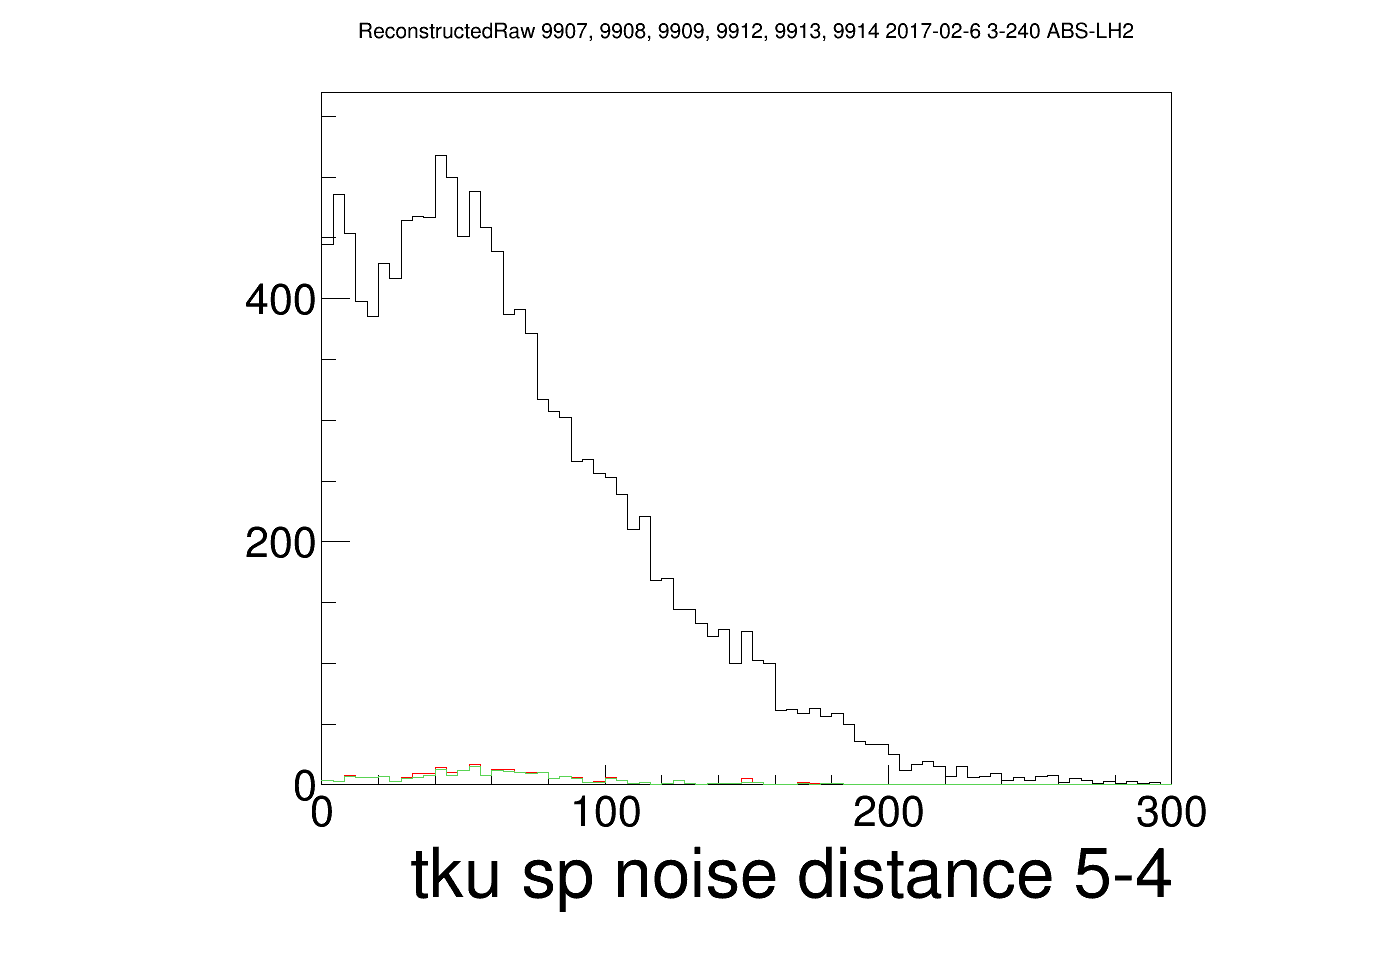 ReconstructedRaw 9907, 9908, 9909, 9912, 9913, 9914 2017-02-6 3-240 ABS-LH2
400
200
0
0 100 200 300
tku sp noise distance 5-4